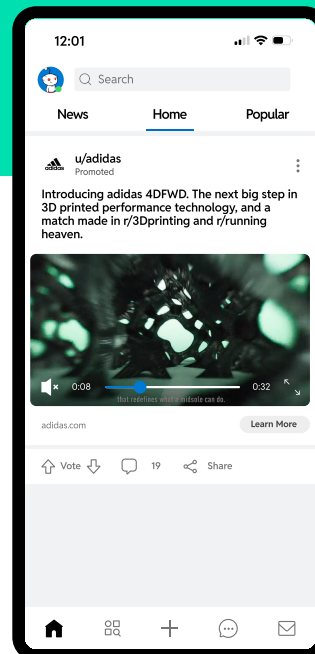 12:01
Search
News Home Popular
u/adidas
Promoted
Introducing adidas 4DFWD. The next big step in
3D printed performance technology, and a
match made in r/3Dprinting and r/running
heaven.
0:08 0:32
that redefines what a midsole can do.
adidas.com Learn More
Vote 19 Share